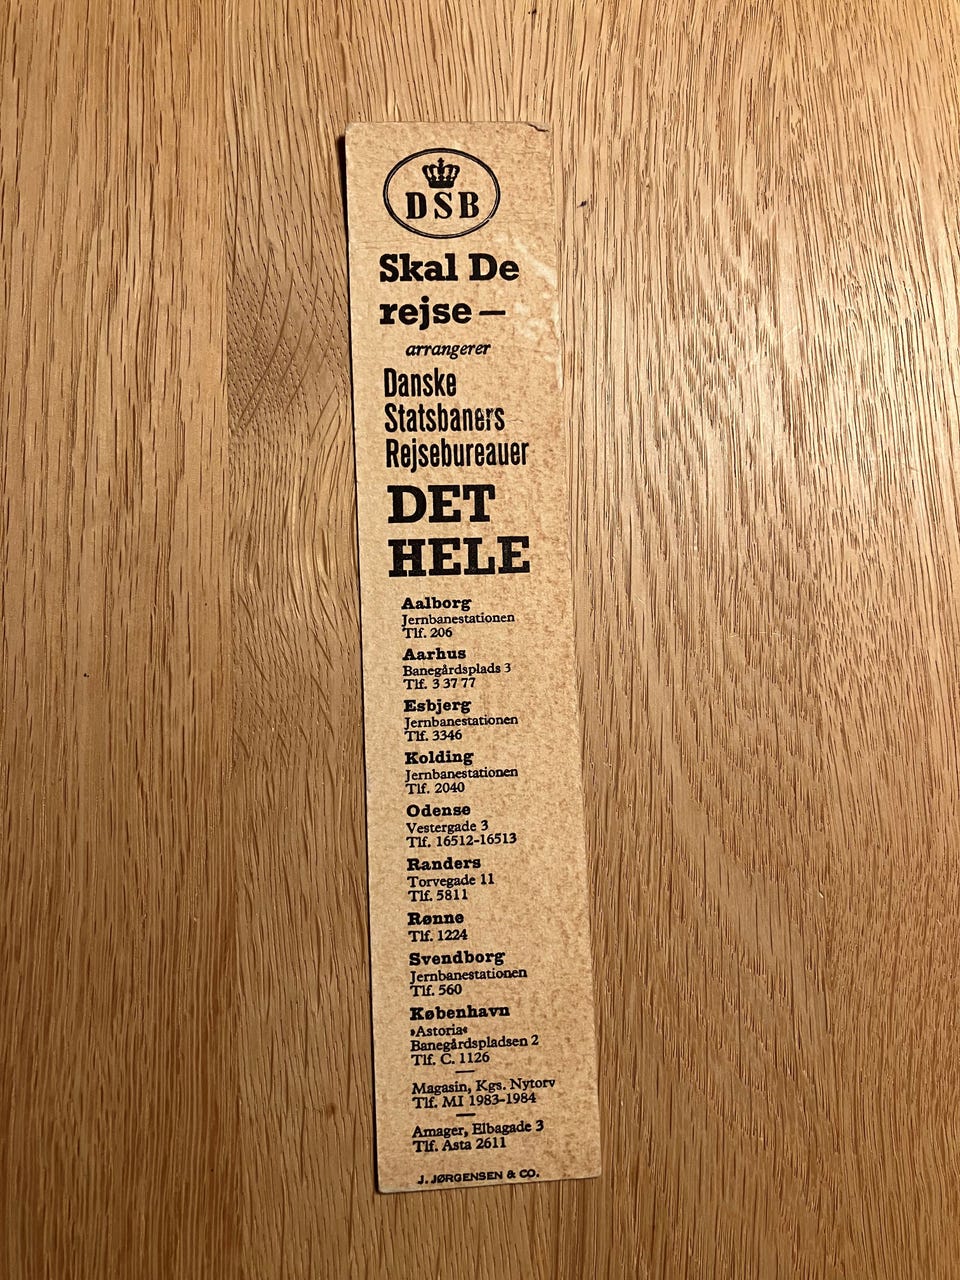 DSB
Skal De
rejse —
arrangerer
Danske
Statsbaners
Rejsebureauer
DET
HELE
Aalborg
Jernbanestationen
Tlf. 206
Aarhus
Banegårdsplads 3
Tlf. 3 37 77
Esbjerg
Jernbanestationen
Tlf. 3346
Kolding
Jernbanestationen
Tlf. 2040
Odense
Vestergade 3
Tlf. 16512-16513
Randers
Torvegade 11
Tlf. 5811
Rønne
Tlf. 1224
Svendborg
Jernbanestationen
Tlf. 560
København
»Astoria«
Banegårdspladsen 2
Tlf. C. 1126
—
Magasin, Kgs. Nytorv
Tlf. MI 1983-1984
—
Amager, Elbagade 3
Tlf. Asta 2611
J. JØRGENSEN & CO.